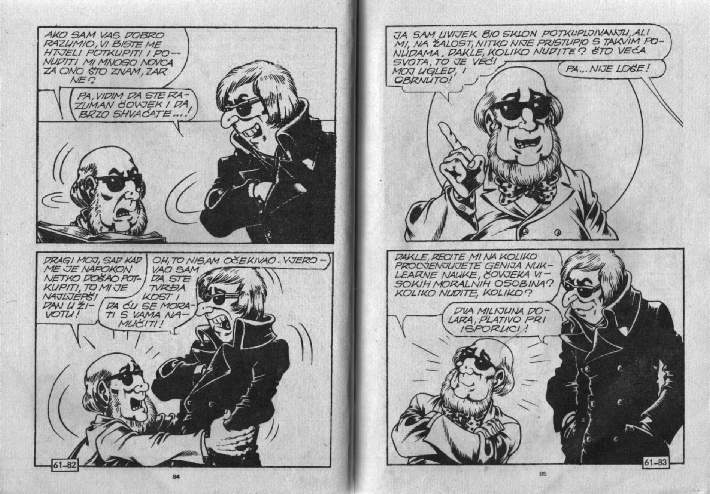 AKO SAM VAS DOBRO
RAZUMIO, VI BISTE ME
HTJELI POTKUPITI I PO-
NUDITI MI MNOGO NOVCA
ZA ONO ŠTO ZNAM, ZAR
NE?
PA, VIDIM DA STE RA-
ZUMAN ČOVJEK I DA
BRZO SHVAĆATE....
DRAGI MOJ, SAD KAD
ME JE NAPOKON
NETKO DOŠAO POT-
KUPITI, TO MI JE
NAJLJEPŠI
DAN U ŽI-
VOTU!
OH, TO NISAM OČEKIVAO. VJERO-
VAO SAM
DA STE
TVRĐA
KOST I
DA ĆU SE MORA-
TI S VAMA NA-
MUČITI!
61-82
84
JA SAM UVIJEK BIO SKLON POTKUPLJIVANJU, ALI
MI, NA ŽALOST, NITKO NIJE PRISTUPIO S TAKVIM PO-
NUDAMA. DAKLE, KOLIKO NUDITE? ŠTO VEĆA
SVOTA, TO JE VEĆI
MOJ UGLED, I
OBRNUTO!
PA... NIJE LOŠE!
DAKLE, RECITE MI NA KOLIKO
PROCJENJUJETE GENIJA NUK-
LEARNE NAUKE, ČOVJEKA VI-
SOKIH MORALNIH OSOBINA?
KOLIKO NUDITE, KOLIKO?
DVA MILIJUNA DO-
LARA, PLATIVO PRI
ISPORUCI!
61-83
85